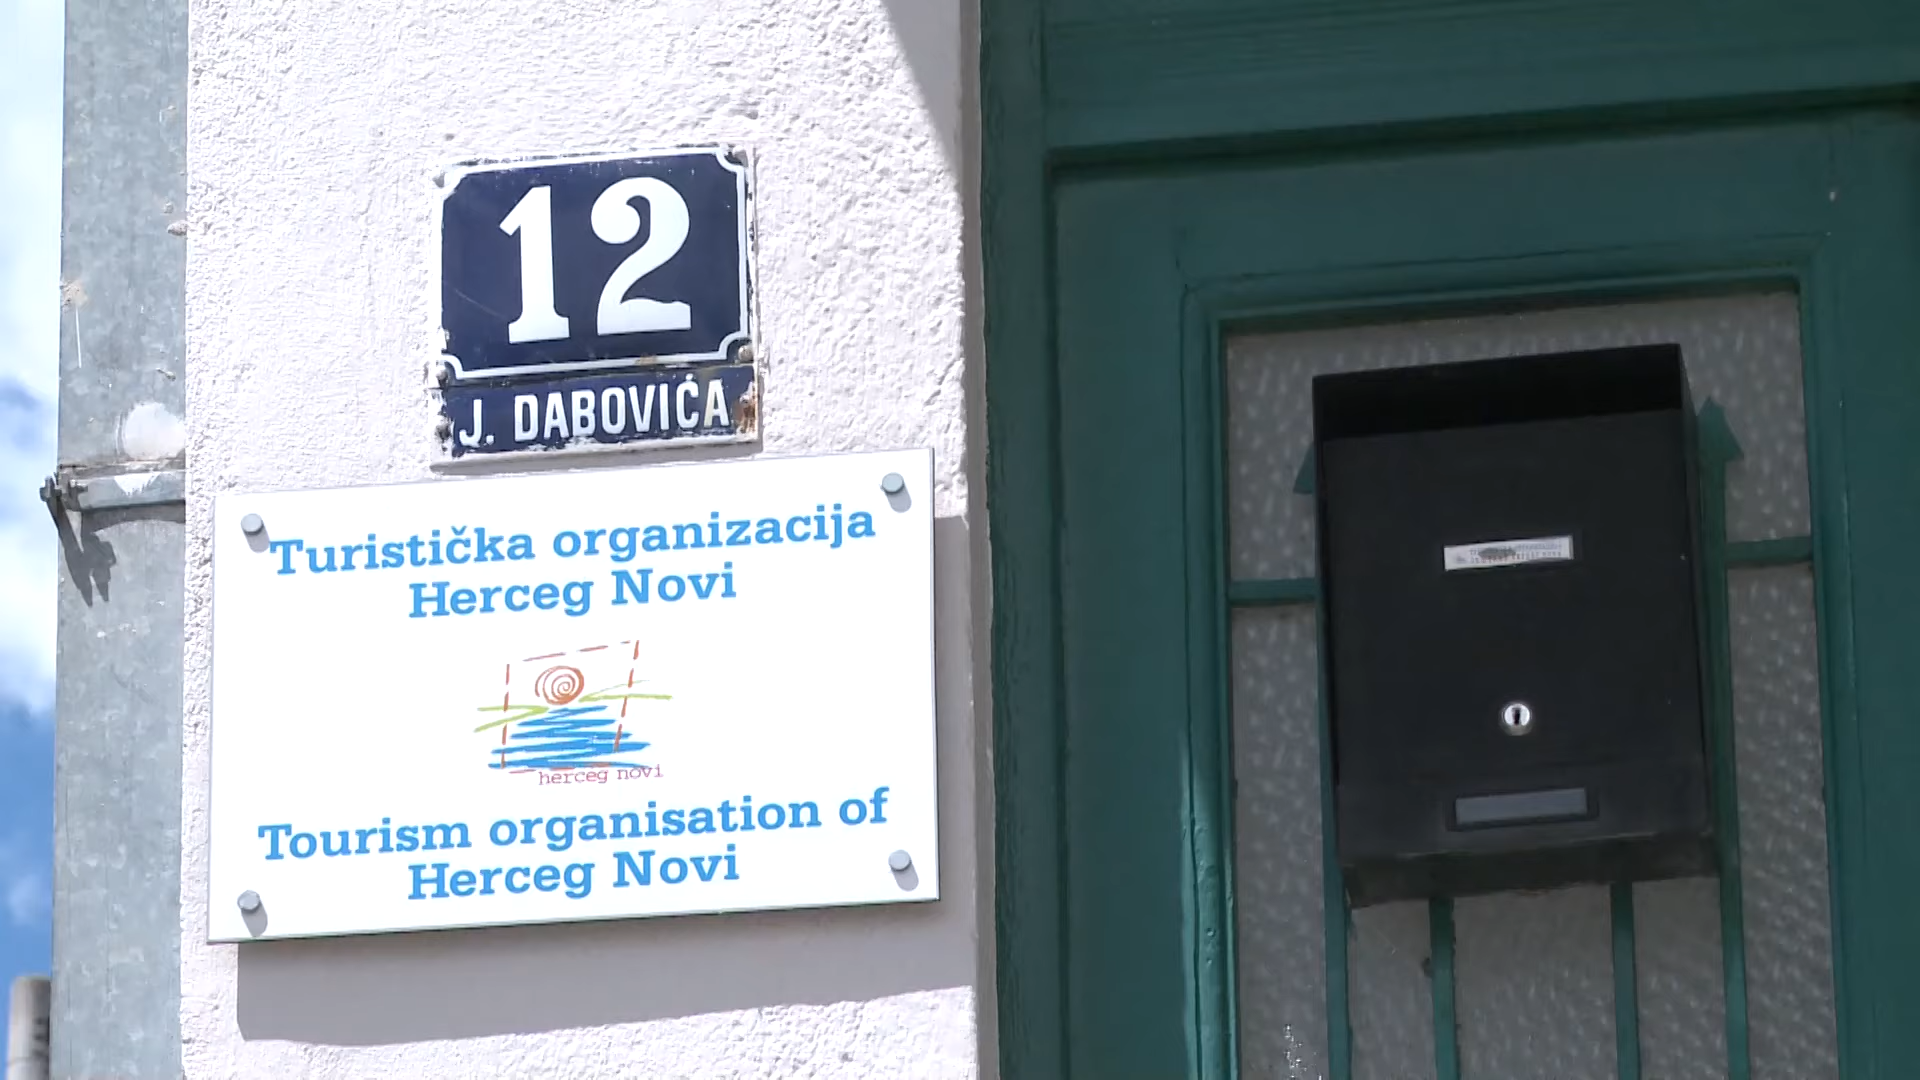 12
J. DABOVIĆA
Turistička organizacija
Herceg Novi
herceg novi
Tourism organisation of
Herceg Novi